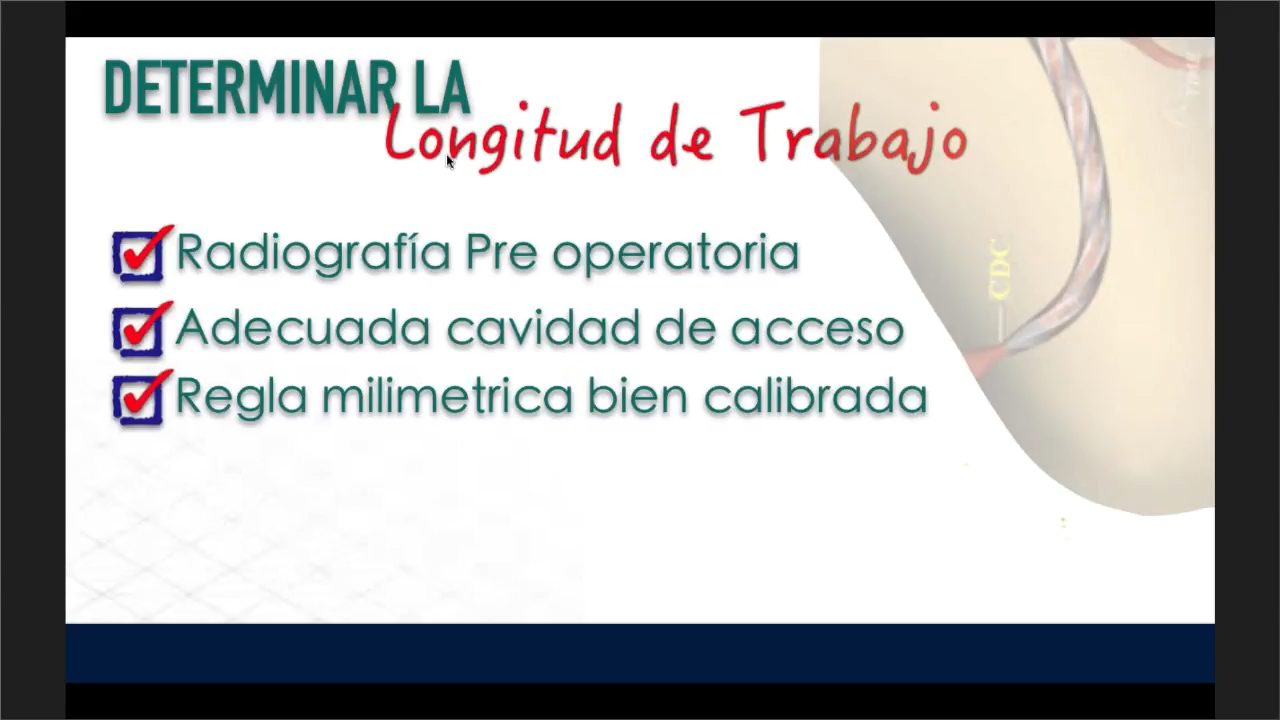 DETERMINAR LA
Longitud de Trabajo
Radiografía Pre operatoria
Adecuada cavidad de acceso
Regla milimetrica bien calibrada
CDC